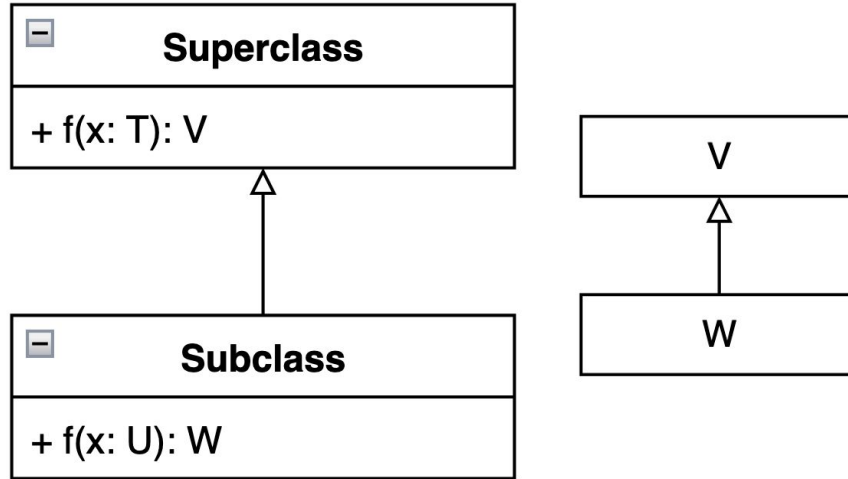 Superclass
+ f(x: T): V
V
W
Subclass
+ f(x: U): W